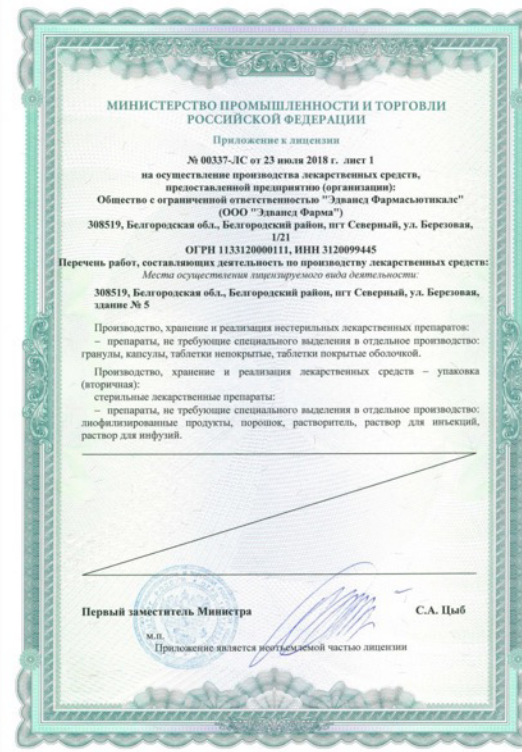 МИНИСТЕРСТВО ПРОМЫШЛЕННОСТИ И ТОРГОВЛИ
РОССИЙСКОЙ ФЕДЕРАЦИИ
Приложение к лицензии
№ 00337-ЛС от 23 июля 2018 г. лист 1
на осуществление производства лекарственных средств,
предоставленной предприятию (организации):
Общество с ограниченной ответственностью "Эдвансд Фармасьютикалс"
(ООО "Эдвансд Фарма")
308519, Белгородская обл., Белгородский район, пгт Северный, ул. Березовая,
1/21
ОГРН 1133120000111, ИНН 3120099445
Перечень работ, составляющих деятельность по производству лекарственных средств:
Места осуществления лицензируемого вида деятельности:
308519, Белгородская обл., Белгородский район, пгт Северный, ул. Березовая,
здание № 5
Производство, хранение и реализация нестерильных лекарственных препаратов:
– препараты, не требующие специального выделения в отдельное производство:
гранулы, капсулы, таблетки непокрытые, таблетки покрытые оболочкой.
Производство, хранение и реализация лекарственных средств – упаковка
(вторичная):
стерильные лекарственные препараты:
– препараты, не требующие специального выделения в отдельное производство:
лиофилизированные продукты, порошок, растворитель, раствор для инъекций,
раствор для инфузий.
Первый заместитель Министра С.А. Цыб
М.П.
Приложение является неотъемлемой частью лицензии